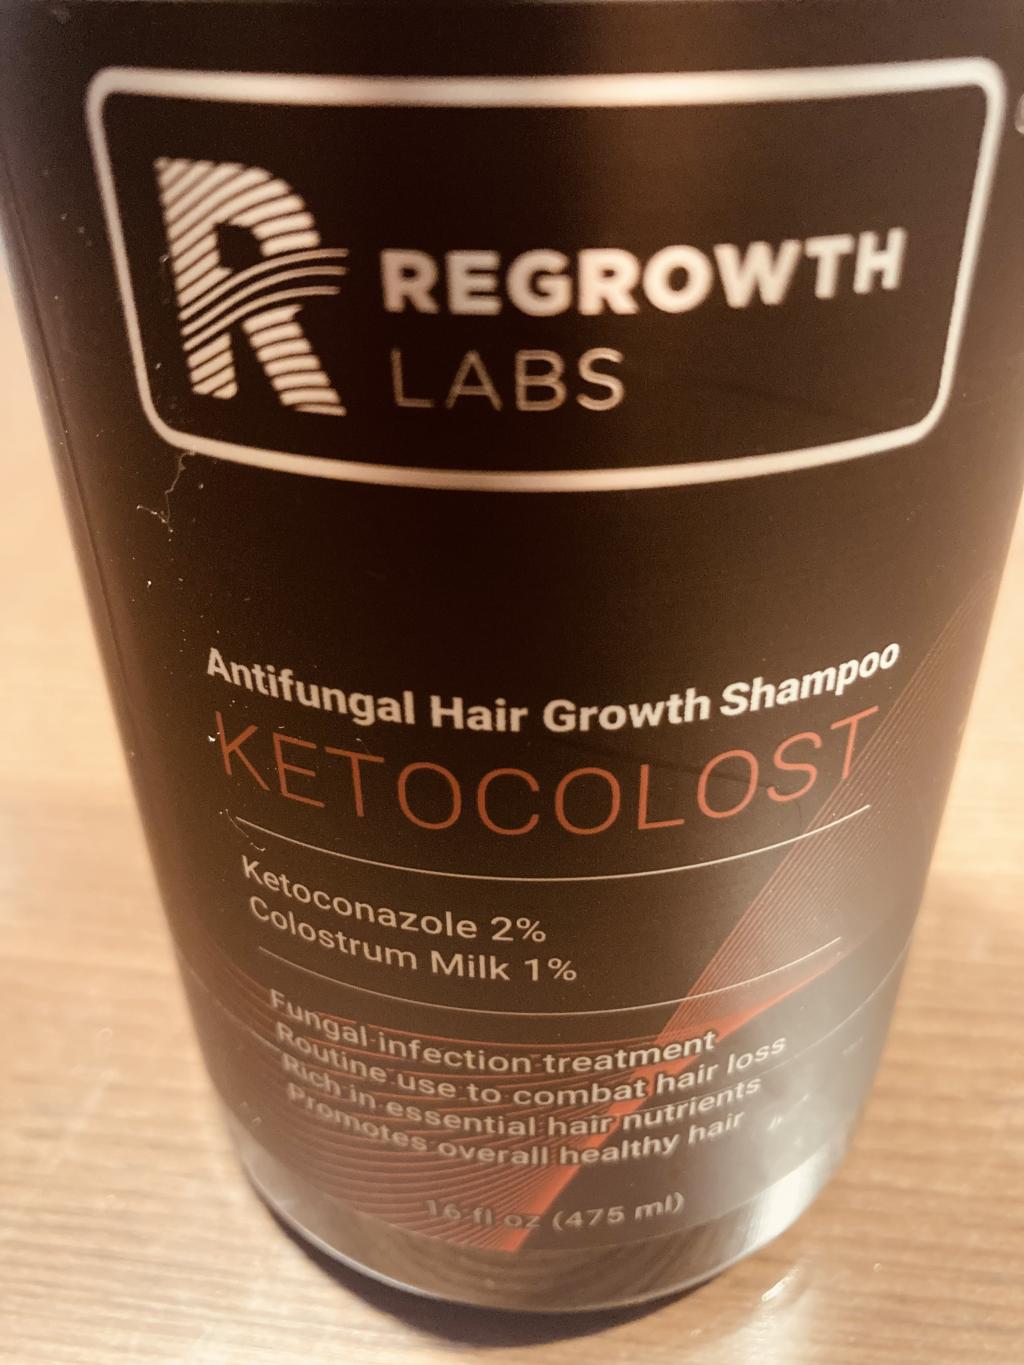 REGROWTH
LABS
Antifungal Hair Growth Shampoo
KETOCOLOST
Ketoconazole 2%
Colostrum Milk 1%
Fungal infection treatment
Routine use to combat hair loss
Rich in essential hair nutrients
Promotes overall healthy hair
16 fl oz (475 ml)